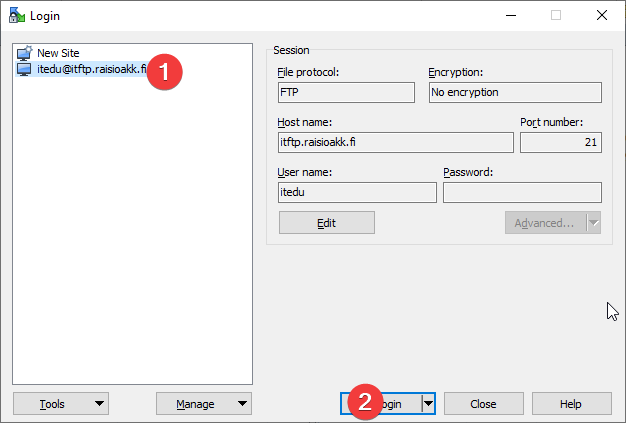 Login
New Site
itedu@itftp.raisioakk.fi
1
Session
File protocol:
Encryption:
FTP
No encryption
Host name:
Port number:
itftp.raisioakk.fi
21
User name:
Password:
itedu
Edit
Advanced...
Tools
Manage
2
Close
Help